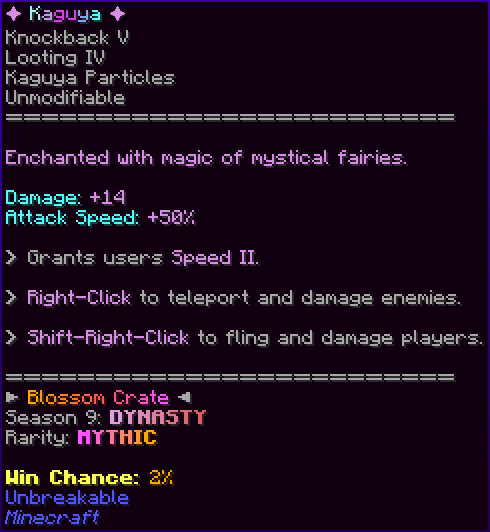 ✦ Kaguya ✦
Knockback V
Looting IV
Kaguya Particles
Unmodifiable
============================
Enchanted with magic of mystical fairies.
Damage: +14
Attack Speed: +50%
> Grants users Speed II.
> Right-Click to teleport and damage enemies.
> Shift-Right-Click to fling and damage players.
============================
► Blossom Crate ◄
Season 9: DYNASTY
Rarity: MYTHIC
Win Chance: 2%
Unbreakable
Minecraft